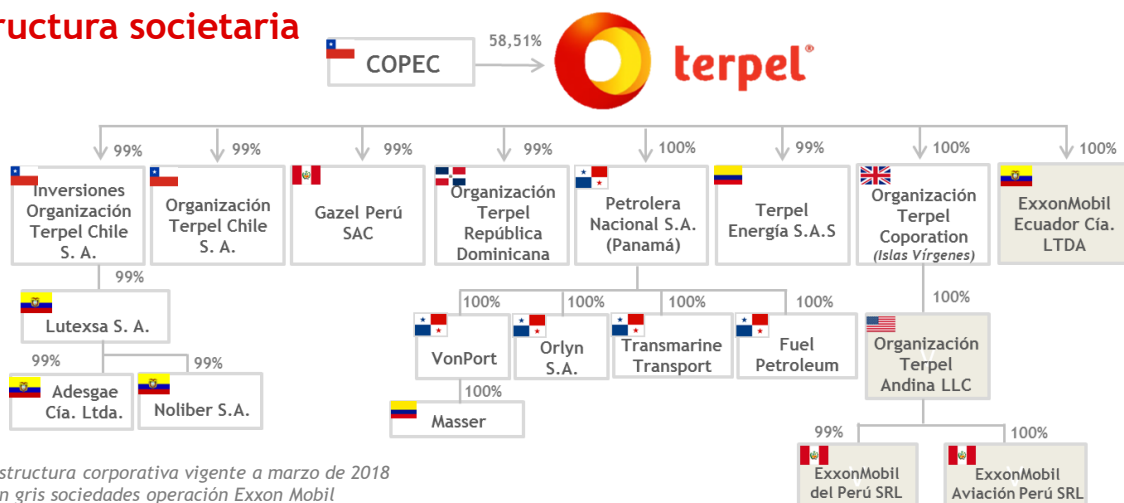 ructura societaria
COPEC
58,51%
terpel®
99%
99%
99%
99%
100%
99%
100%
100%
Inversiones
Organización
Terpel Chile
S. A.
Organización
Terpel Chile
S. A.
Gazel Perú
SAC
Organización
Terpel
República
Dominicana
Petrolera
Nacional S.A.
(Panamá)
Terpel
Energía S.A.S
Organización
Terpel
Coporation
(Islas Vírgenes)
ExxonMobil
Ecuador Cía.
LTDA
99%
Lutexsa S. A.
99%
99%
Adesgae
Cía. Ltda.
Noliber S.A.
100%
100%
100%
100%
VonPort
Orlyn
S.A.
Transmarine
Transport
Fuel
Petroleum
100%
Masser
100%
Organización
Terpel
Andina LLC
99%
100%
ExxonMobil
del Perú SRL
ExxonMobil
Aviación Perú SRL
structura corporativa vigente a marzo de 2018
n gris sociedades operación Exxon Mobil